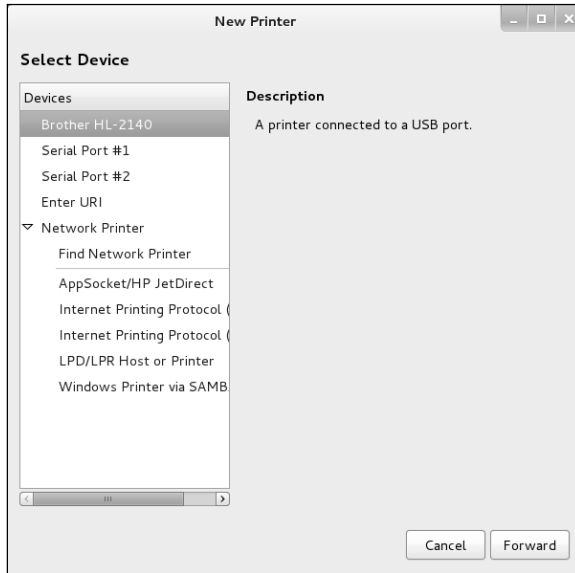 New Printer
Select Device
Devices
Brother HL-2140
Serial Port #1
Serial Port #2
Enter URI
Network Printer
Find Network Printer
AppSocket/HP JetDirect
Internet Printing Protocol (
Internet Printing Protocol (
LPD/LPR Host or Printer
Windows Printer via SAMB
Description
A printer connected to a USB port.
Cancel
Forward